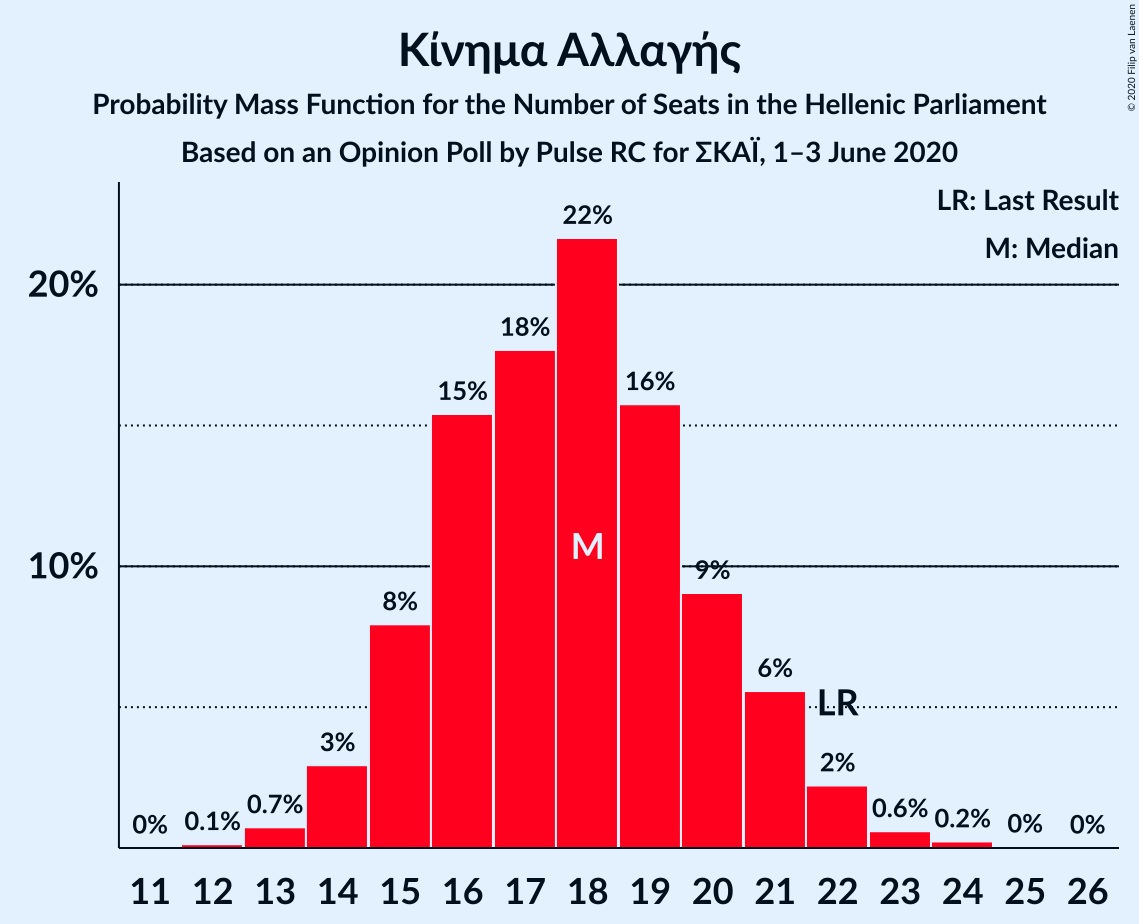 Κίνημα Αλλαγής
Probability Mass Function for the Number of Seats in the Hellenic Parliament
Based on an Opinion Poll by Pulse RC for ΣΚΑΪ, 1–3 June 2020
© 2020 Filip van Laenen
LR: Last Result
M: Median
20%
10%
0%
0.1%
0.7%
3%
8%
15%
18%
22%
16%
9%
6%
2%
0.6%
0.2%
0%
0%
M
LR
11 12 13 14 15 16 17 18 19 20 21 22 23 24 25 26